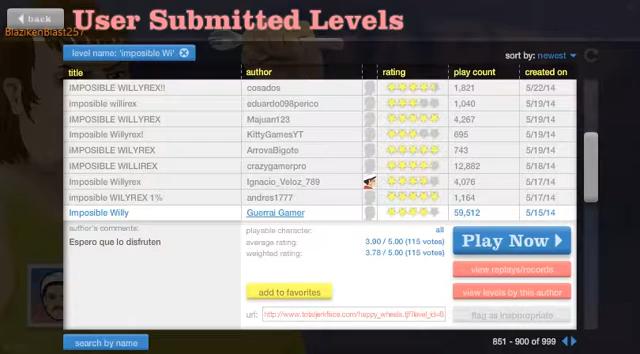 back
User Submitted Levels
BlazikenBlast257
level name: 'imposible Wi'
sort by: newest
title author rating play count created on
IMPOSIBLE WILLYREX!! cosados 1,821 5/22/14
imposible willirex eduardo098perico 1,040 5/19/14
IMPOSIBLE WILLYREX Majuan123 4,267 5/19/14
Imposible Willyrex! KittyGamesYT 695 5/19/14
IMPOSIBLE WILYREX ArrovaBigote 743 5/19/14
IMPOSIBLE WILLIREX crazygamerpro 12,882 5/18/14
Imposible Willyrex Ignacio_Veloz_789 4,076 5/17/14
imposible WILYREX 1% andres1777 1,164 5/17/14
Imposible Willy Guerrai Gamer 59,512 5/15/14
author's comments:
Espero que lo disfruten
playable character: all
average rating: 3.90 / 5.00 (115 votes)
weighted rating: 3.78 / 5.00 (115 votes)
Play Now
view replays/records
add to favorites
view levels by this author
url: http://www.totaljerkface.com/happy_wheels.tjf?level_id=8
flag as inappropriate
search by name
851 - 900 of 999